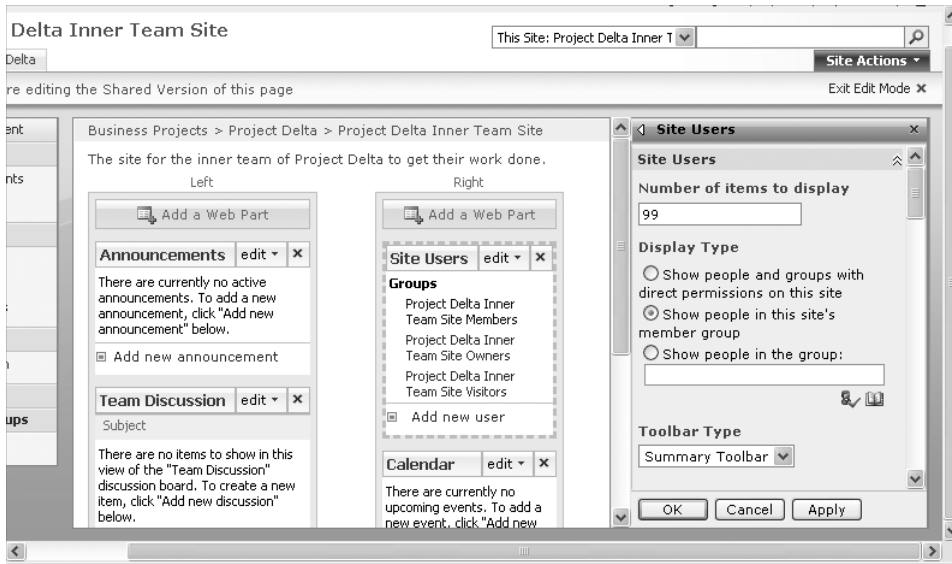 Delta Inner Team Site
This Site: Project Delta Inner T
Delta
Site Actions
re editing the Shared Version of this page
Exit Edit Mode
ent
nts
ups
Business Projects > Project Delta > Project Delta Inner Team Site
The site for the inner team of Project Delta to get their work done.
Left
Add a Web Part
Announcements edit
There are currently no active
announcements. To add a new
announcement, click "Add new
announcement" below.
Add new announcement
Team Discussion edit
Subject
There are no items to show in this
view of the "Team Discussion"
discussion board. To create a new
item, click "Add new discussion"
below.
Right
Add a Web Part
Site Users edit
Groups
Project Delta Inner
Team Site Members
Project Delta Inner
Team Site Owners
Project Delta Inner
Team Site Visitors
Add new user
Calendar edit
There are currently no
upcoming events. To add a
new event, click "Add new
Site Users
Site Users
Number of items to display
99
Display Type
Show people and groups with
direct permissions on this site
Show people in this site's
member group
Show people in the group:
Toolbar Type
Summary Toolbar
OK Cancel Apply